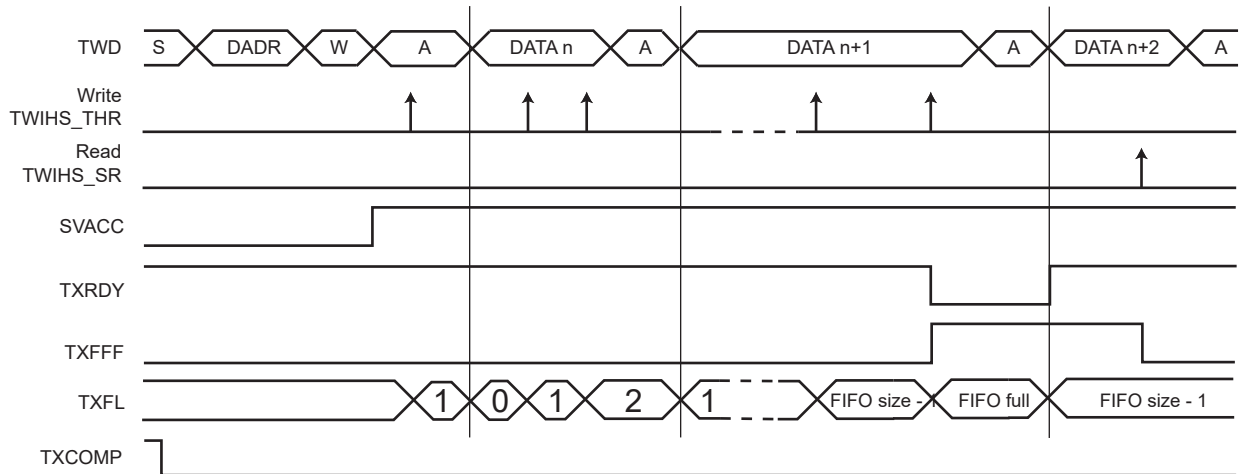 TWD S DADR W A DATA n A DATA n+1 A DATA n+2 A
Write
TWIHS_THR
Read
TWIHS_SR
SVACC
TXRDY
TXFFF
TXFL 1 0 1 2 1 FIFO size - 1 FIFO full FIFO size - 1
TXCOMP